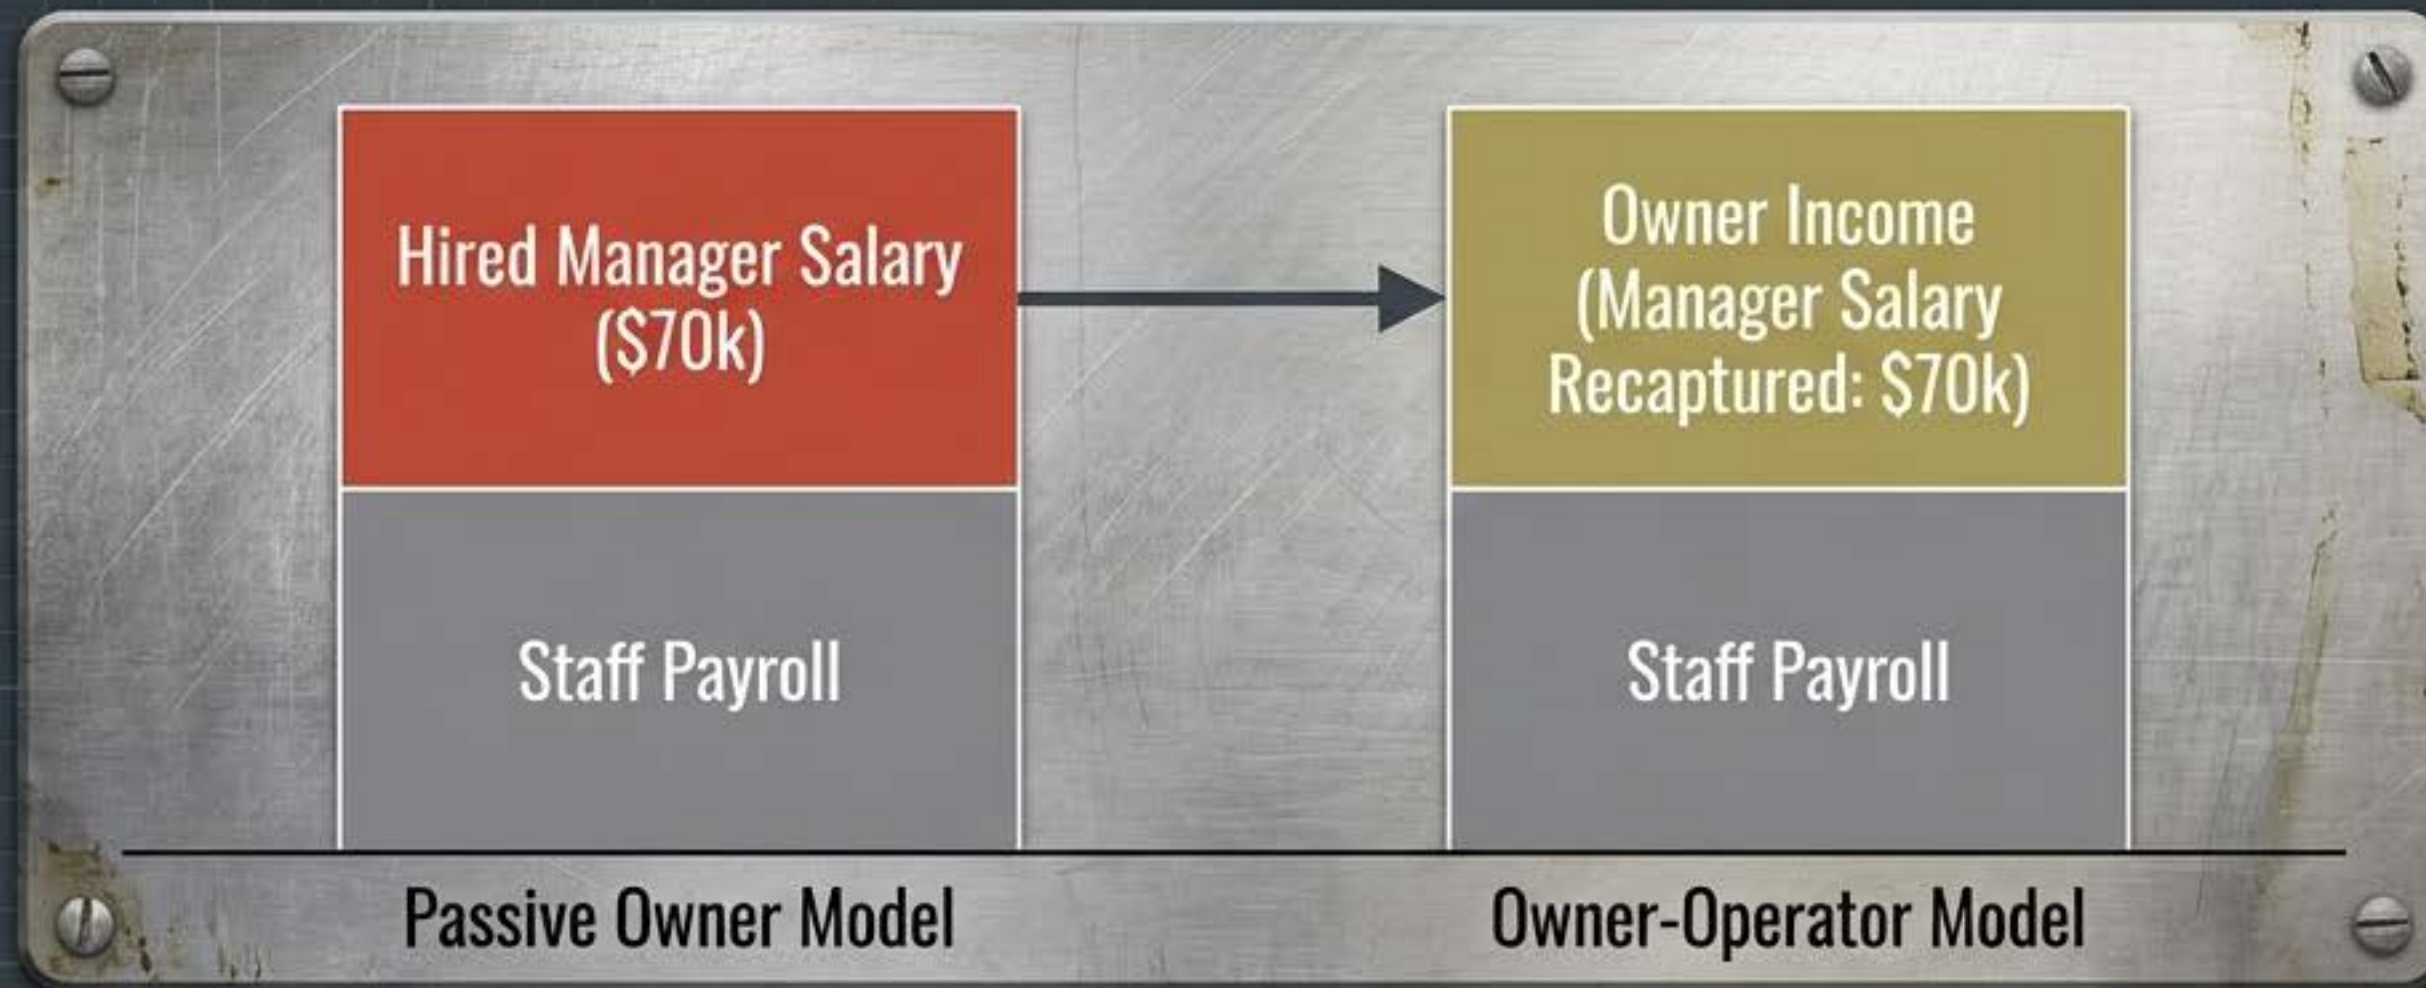 Hired Manager Salary
($70k)
Staff Payroll
Passive Owner Model
Owner Income
(Manager Salary
Recaptured: $70k)
Staff Payroll
Owner-Operator Model